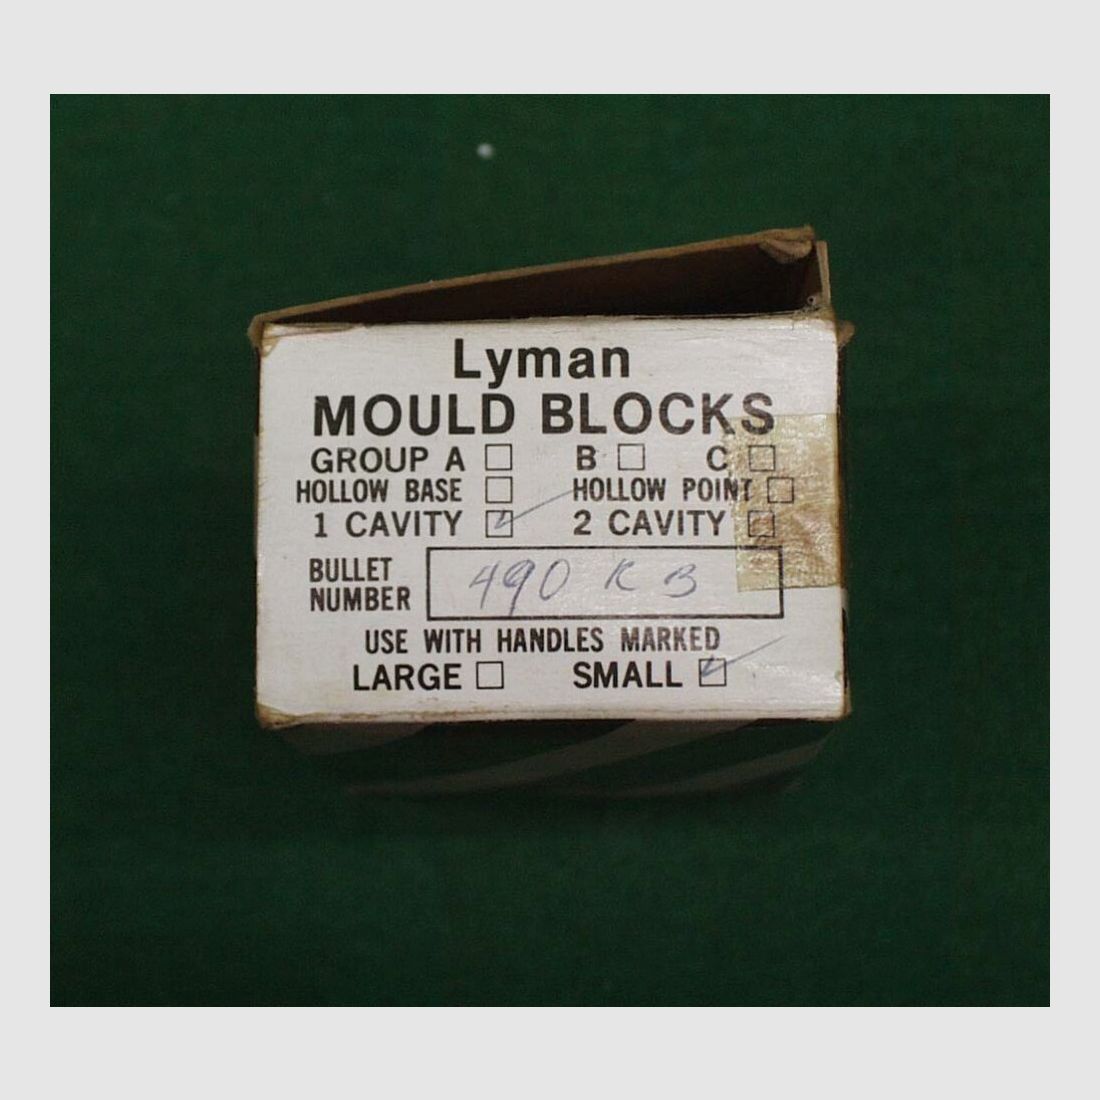 Lyman
MOULD BLOCKS
GROUP A □ B □ C □
HOLLOW BASE □ HOLLOW POINT □
1 CAVITY ☑ 2 CAVITY □
BULLET NUMBER 490 R B
USE WITH HANDLES MARKED
LARGE □ SMALL ☑